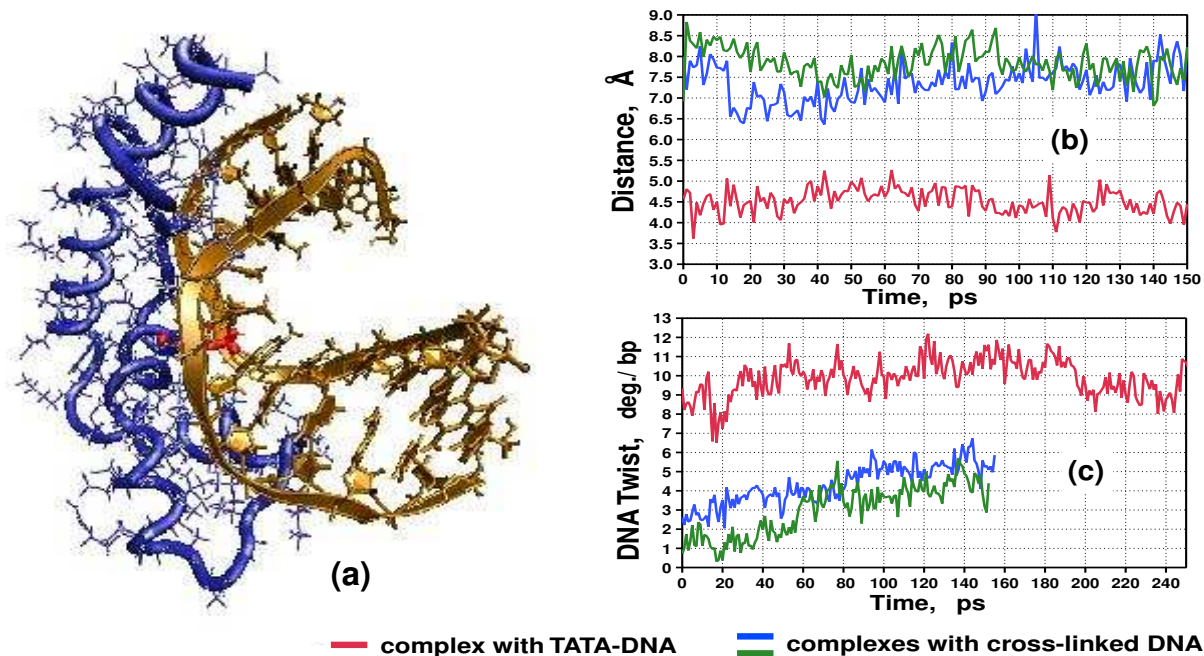 (a)
9.0
8.5
8.0
7.5
7.0
6.5
6.0
5.5
5.0
4.5
4.0
3.5
3.0
Distance, Å
(b)
0 10 20 30 40 50 60 70 80 90 100 110 120 130 140 150
Time, ps
13
12
11
10
9
8
7
6
5
4
3
2
1
0
DNA Twist, deg./bp
(c)
0 20 40 60 80 100 120 140 160 180 200 220 240
Time, ps
complex with TATA-DNA
complexes with cross-linked DNA